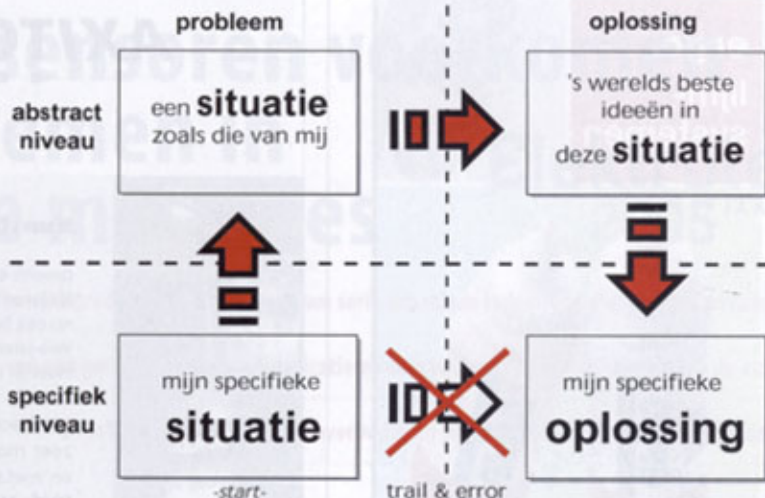 probleem
oplossing
abstract
niveau
een situatie
zoals die van mij
's werelds beste
ideeën in
deze situatie
specifiek
niveau
mijn specifieke
situatie
-start-
trail & error
mijn specifieke
oplossing